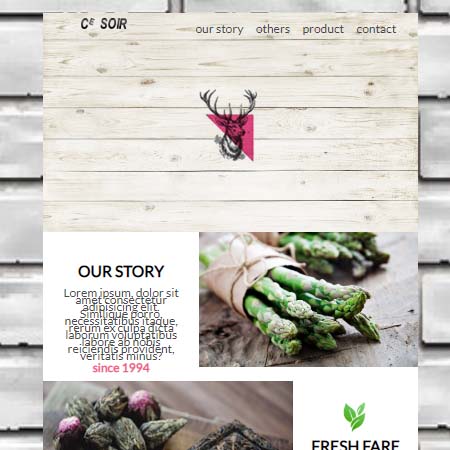 Cᴱ SOIR
our story others product contact
OUR STORY
Lorem ipsum, dolor sit
amet consectetur
adipisicing elit.
Similique porro,
necessitatibus itaque,
rerum ex culpa dicta
laborum voluptatibus
labore ab nobis
reiciendis provident,
veritatis minus?
since 1994
FRESH FARE